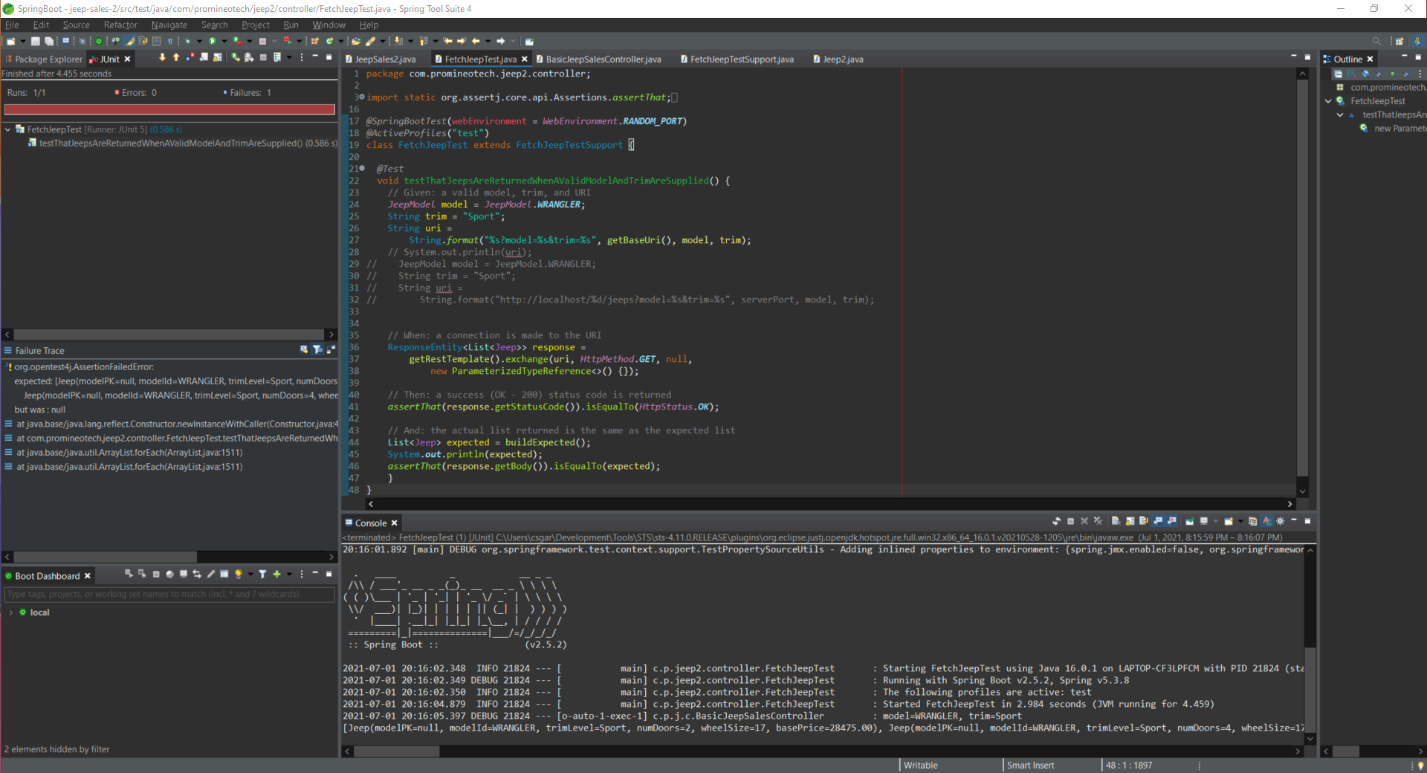 SpringBoot - jeep-sales-2/src/test/java/com/promineotech/jeep2/controller/FetchJeepTest.java - Spring Tool Suite 4
File Edit Source Refactor Navigate Search Project Run Window Help
Package Explorer JUnit
Finished after 4.455 seconds
Runs: 1/1 Errors: 0 Failures: 1
FetchJeepTest [Runner: JUnit 5] (0.586 s)
testThatJeepsAreReturnedWhenAValidModelAndTrimAreSupplied() (0.586 s)
Failure Trace
org.opentest4j.AssertionFailedError:
expected: [Jeep(modelPK=null, modelId=WRANGLER, trimLevel=Sport, numDoors
Jeep(modelPK=null, modelId=WRANGLER, trimLevel=Sport, numDoors=4, whee
but was : null
at java.base/java.lang.reflect.Constructor.newInstanceWithCaller(Constructor.java:4
at com.promineotech.jeep2.controller.FetchJeepTest.testThatJeepsAreReturnedWh
at java.base/java.util.ArrayList.forEach(ArrayList.java:1511)
at java.base/java.util.ArrayList.forEach(ArrayList.java:1511)
Boot Dashboard
Type tags, projects, or working set names to match (incl. * and ? wildcards)
local
2 elements hidden by filter
JeepSales2.java FetchJeepTest.java BasicJeepSalesController.java FetchJeepTestSupport.java Jeep2.java
1 package com.promineotech.jeep2.controller;
2
3 import static org.assertj.core.api.Assertions.assertThat;
16
17 @SpringBootTest(webEnvironment = WebEnvironment.RANDOM_PORT)
18 @ActiveProfiles("test")
19 class FetchJeepTest extends FetchJeepTestSupport {
20
21 @Test
22 void testThatJeepsAreReturnedWhenAValidModelAndTrimAreSupplied() {
23 // Given: a valid model, trim, and URI
24 JeepModel model = JeepModel.WRANGLER;
25 String trim = "Sport";
26 String uri =
27 String.format("%s?model=%s&trim=%s", getBaseUri(), model, trim);
28 // System.out.println(uri);
29 // JeepModel model = JeepModel.WRANGLER;
30 // String trim = "Sport";
31 // String uri =
32 // String.format("http://localhost/%d/jeeps?model=%s&trim=%s", serverPort, model, trim);
33
34
35 // When: a connection is made to the URI
36 ResponseEntity<List<Jeep>> response =
37 getRestTemplate().exchange(uri, HttpMethod.GET, null,
38 new ParameterizedTypeReference<>() {});
39
40 // Then: a success (OK - 200) status code is returned
41 assertThat(response.getStatusCode()).isEqualTo(HttpStatus.OK);
42
43 // And: the actual list returned is the same as the expected list
44 List<Jeep> expected = buildExpected();
45 System.out.println(expected);
46 assertThat(response.getBody()).isEqualTo(expected);
47 }
48 }
Console
<terminated> FetchJeepTest (1) [JUnit] C:\Users\csgar\Development\Tools\STS\sts-4.11.0.RELEASE\plugins\org.eclipse.justj.openjdk.hotspot.jre.full.win32.x86_64_16.0.1.v20210528-1205\jre\bin\javaw.exe (Jul 1, 2021, 8:15:59 PM – 8:16:07 PM)
20:16:01.892 [main] DEBUG org.springframework.test.context.support.TestPropertySourceUtils - Adding inlined properties to environment: {spring.jmx.enabled=false, org.springframewor
:: Spring Boot :: (v2.5.2)
2021-07-01 20:16:02.348 INFO 21824 --- [ main] c.p.jeep2.controller.FetchJeepTest : Starting FetchJeepTest using Java 16.0.1 on LAPTOP-CF3LPFCM with PID 21824 (sta
2021-07-01 20:16:02.349 DEBUG 21824 --- [ main] c.p.jeep2.controller.FetchJeepTest : Running with Spring Boot v2.5.2, Spring v5.3.8
2021-07-01 20:16:02.350 INFO 21824 --- [ main] c.p.jeep2.controller.FetchJeepTest : The following profiles are active: test
2021-07-01 20:16:04.879 INFO 21824 --- [ main] c.p.jeep2.controller.FetchJeepTest : Started FetchJeepTest in 2.984 seconds (JVM running for 4.459)
2021-07-01 20:16:05.397 DEBUG 21824 --- [o-auto-1-exec-1] c.p.j.c.BasicJeepSalesController : model=WRANGLER, trim=Sport
[Jeep(modelPK=null, modelId=WRANGLER, trimLevel=Sport, numDoors=2, wheelSize=17, basePrice=28475.00), Jeep(modelPK=null, modelId=WRANGLER, trimLevel=Sport, numDoors=4, wheelSize=17
Outline
com.promineotech.
FetchJeepTest
testThatJeepsAr
new Paramete
Writable Smart Insert 48 : 1 : 1897